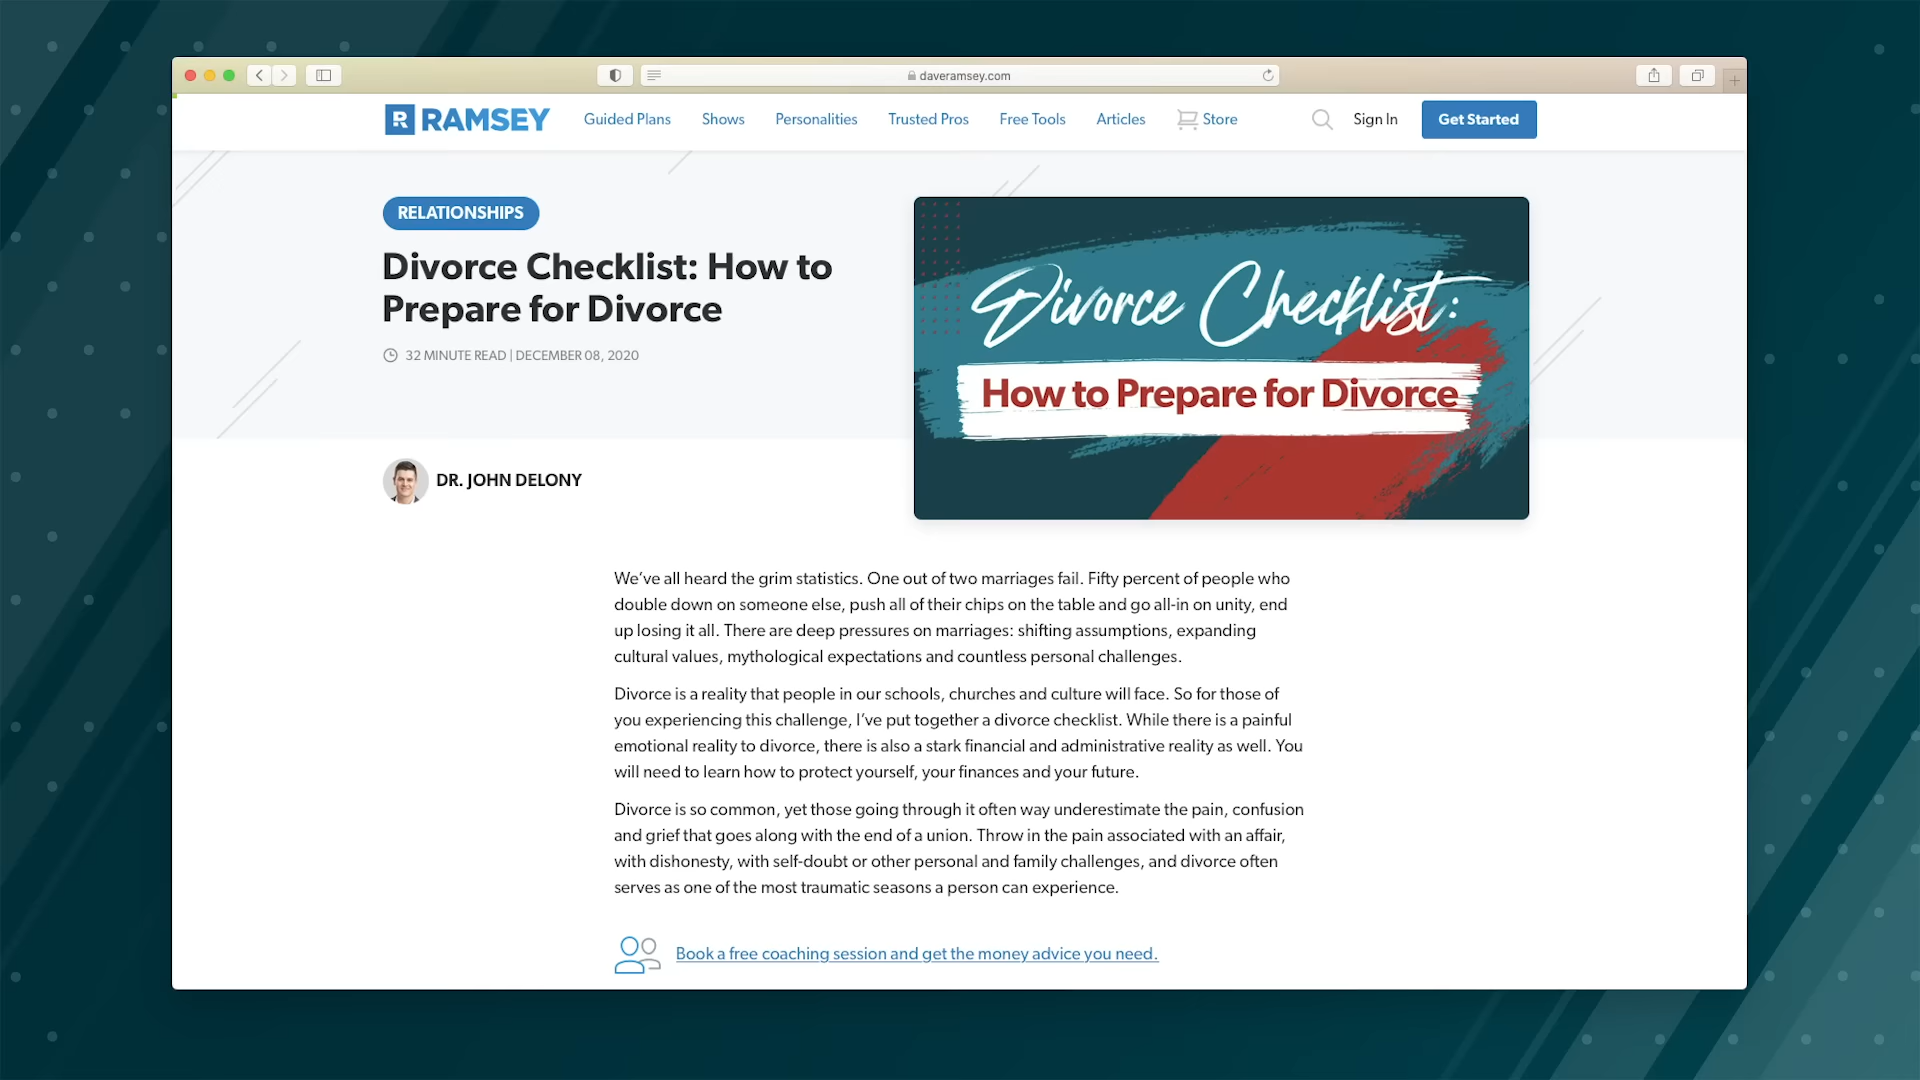 daveramsey.com
RAMSEY
Guided Plans
Shows
Personalities
Trusted Pros
Free Tools
Articles
Store
Sign In
Get Started
RELATIONSHIPS
Divorce Checklist: How to
Prepare for Divorce
32 MINUTE READ | DECEMBER 08, 2020
Divorce Checklist:
How to Prepare for Divorce
DR. JOHN DELONY
We’ve all heard the grim statistics. One out of two marriages fail. Fifty percent of people who
double down on someone else, push all of their chips on the table and go all-in on unity, end
up losing it all. There are deep pressures on marriages: shifting assumptions, expanding
cultural values, mythological expectations and countless personal challenges.
Divorce is a reality that people in our schools, churches and culture will face. So for those of
you experiencing this challenge, I’ve put together a divorce checklist. While there is a painful
emotional reality to divorce, there is also a stark financial and administrative reality as well. You
will need to learn how to protect yourself, your finances and your future.
Divorce is so common, yet those going through it often way underestimate the pain, confusion
and grief that goes along with the end of a union. Throw in the pain associated with an affair,
with dishonesty, with self-doubt or other personal and family challenges, and divorce often
serves as one of the most traumatic seasons a person can experience.
Book a free coaching session and get the money advice you need.